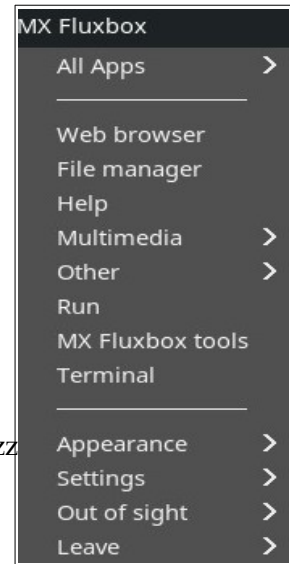 MX Fluxbox
All Apps
Web browser
File manager
Help
Multimedia
Other
Run
MX Fluxbox tools
Terminal
zz
Appearance
Settings
Out of sight
Leave